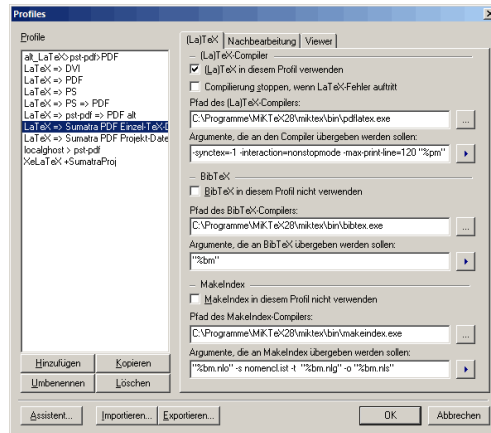 Profiles
Profile
alt_LaTeX>pst-pdf>PDF
LaTeX => DVI
LaTeX => PDF
LaTeX => PS
LaTeX => PS => PDF
LaTeX => pst-pdf => PDF alt
LaTeX => Sumatra PDF Einzel-TeX-D
LaTeX => Sumatra PDF Projekt-Date
localghost > pst-pdf
XeLaTeX +SumatraProj
Hinzufügen
Kopieren
Umbenennen
Löschen
(La)TeX
Nachbearbeitung
Viewer
(La)TeX-Compiler
(La)TeX in diesem Profil verwenden
Compilierung stoppen, wenn LaTeX-Fehler auftritt
Pfad des (La)TeX-Compilers:
C:\Programme\MiKTeX28\miktex\bin\pdflatex.exe
...
Argumente, die an den Compiler übergeben werden sollen:
-synctex=-1 -interaction=nonstopmode -max-print-line=120 "%pm"
BibTeX
BibTeX in diesem Profil nicht verwenden
Pfad des BibTeX-Compilers:
C:\Programme\MiKTeX28\miktex\bin\bibtex.exe
...
Argumente, die an BibTeX übergeben werden sollen:
"%bm"
MakeIndex
MakeIndex in diesem Profil nicht verwenden
Pfad des MakeIndex-Compilers:
C:\Programme\MiKTeX28\miktex\bin\makeindex.exe
...
Argumente, die an MakeIndex übergeben werden sollen:
"%bm.nlo" -s nomencl.ist -t "%bm.nlg" -o "%bm.nls"
Assistent...
Importieren...
Exportieren...
OK
Abbrechen